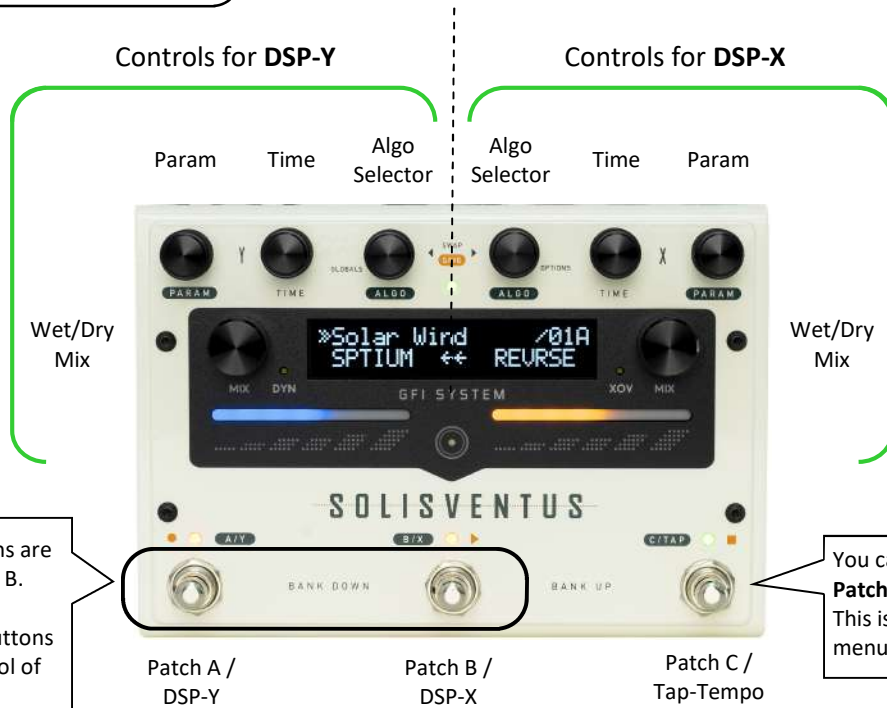 Controls for DSP-Y
Controls for DSP-X
Param
Time
Algo
Selector
Algo
Selector
Time
Param
Y
SWAP
X
GLOBALS
OPTIONS
PARAM
TIME
ALGO
ALGO
TIME
PARAM
Wet/Dry
Mix
Wet/Dry
Mix
»Solar Wind /01A
SPTIUM ←← REVRSE
MIX
DYN
XOV
MIX
GFI SYSTEM
SOLISVENTUS
A/Y
B/X
C/TAP
BANK DOWN
BANK UP
ns are
B.
uttons
ol of
You ca
Patch
This is
menu
Patch A /
DSP-Y
Patch B /
DSP-X
Patch C /
Tap-Tempo